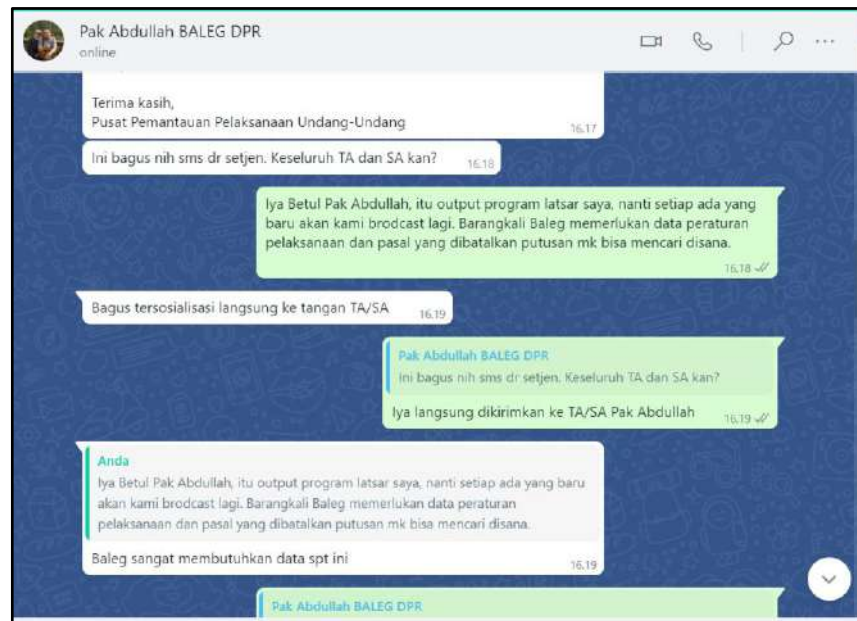 Pak Abdullah BALEG DPR
online
Terima kasih,
Pusat Pemantauan Pelaksanaan Undang-Undang
16.17
Ini bagus nih sms dr setjen. Keseluruh TA dan SA kan?
16.18
Iya Betul Pak Abdullah, itu output program latsar saya, nanti setiap ada yang
baru akan kami brodcast lagi. Barangkali Baleg memerlukan data peraturan
pelaksanaan dan pasal yang dibatalkan putusan mk bisa mencari disana.
16.18
Bagus tersosialisasi langsung ke tangan TA/SA
16.19
Pak Abdullah BALEG DPR
Ini bagus nih sms dr setjen. Keseluruh TA dan SA kan?
Iya langsung dikirimkan ke TA/SA Pak Abdullah
16.19
Anda
Iya Betul Pak Abdullah, itu output program latsar saya, nanti setiap ada yang baru
akan kami brodcast lagi. Barangkali Baleg memerlukan data peraturan
pelaksanaan dan pasal yang dibatalkan putusan mk bisa mencari disana.
Baleg sangat membutuhkan data spt ini
16.19
Pak Abdullah BALEG DPR